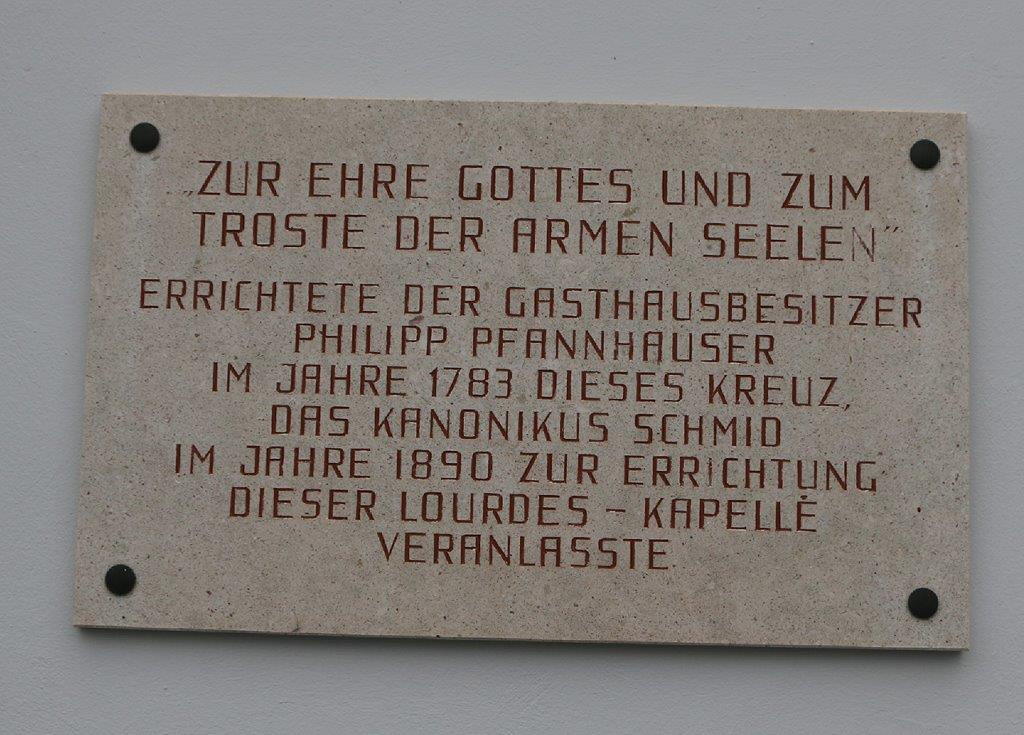 „ZUR EHRE GOTTES UND ZUM
TROSTE DER ARMEN SEELEN"
ERRICHTETE DER GASTHAUSBESITZER
PHILIPP PFANNHAUSER
IM JAHRE 1783 DIESES KREUZ,
DAS KANONIKUS SCHMID
IM JAHRE 1890 ZUR ERRICHTUNG
DIESER LOURDES – KAPELLE
VERANLASSTE